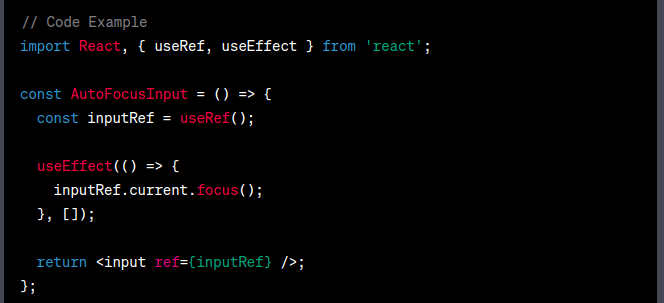 // Code Example
import React, { useRef, useEffect } from 'react';
const AutoFocusInput = () => {
const inputRef = useRef();
useEffect(() => {
inputRef.current.focus();
}, []);
return <input ref={inputRef} />;
};